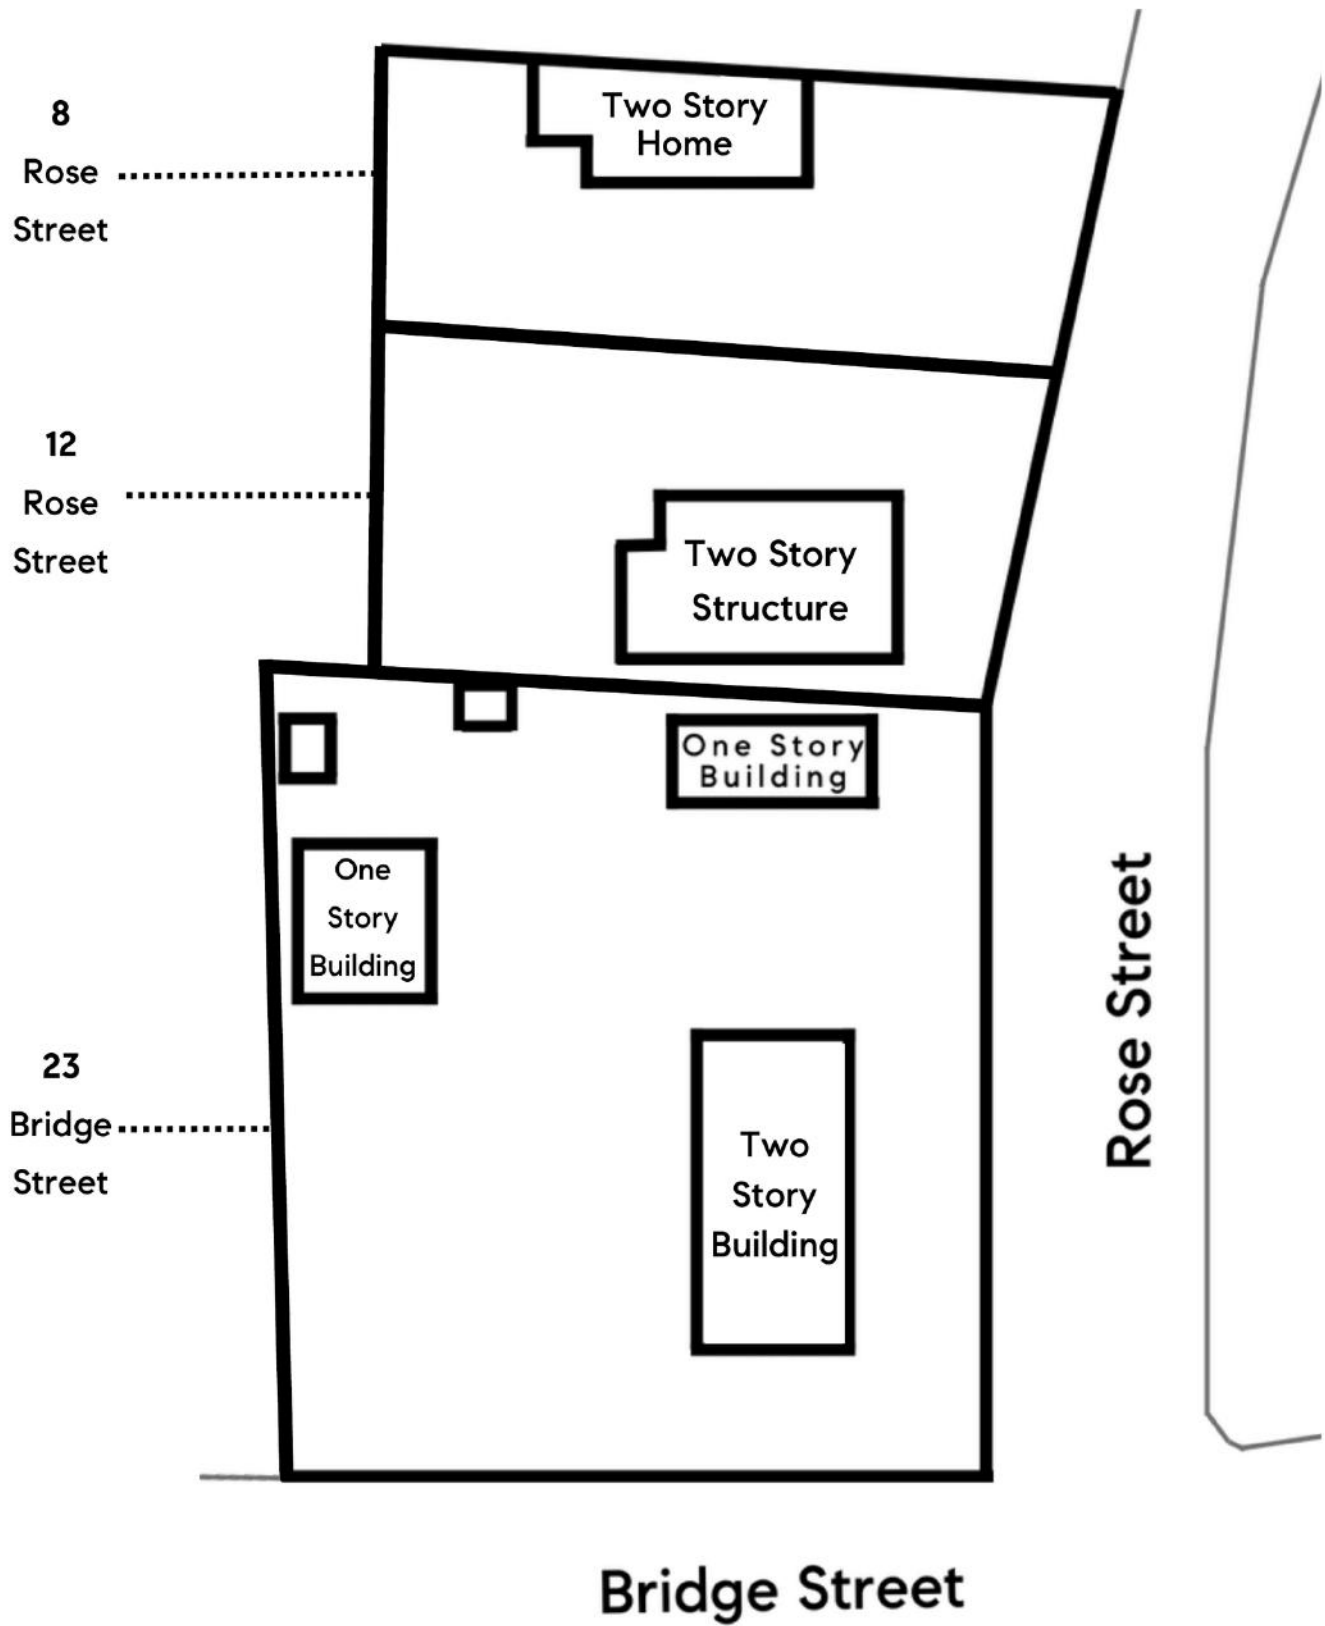 8
Rose
Street
Two Story
Home
12
Rose
Street
Two Story
Structure
One Story
Building
One
Story
Building
23
Bridge
Street
Two
Story
Building
Rose Street
Bridge Street